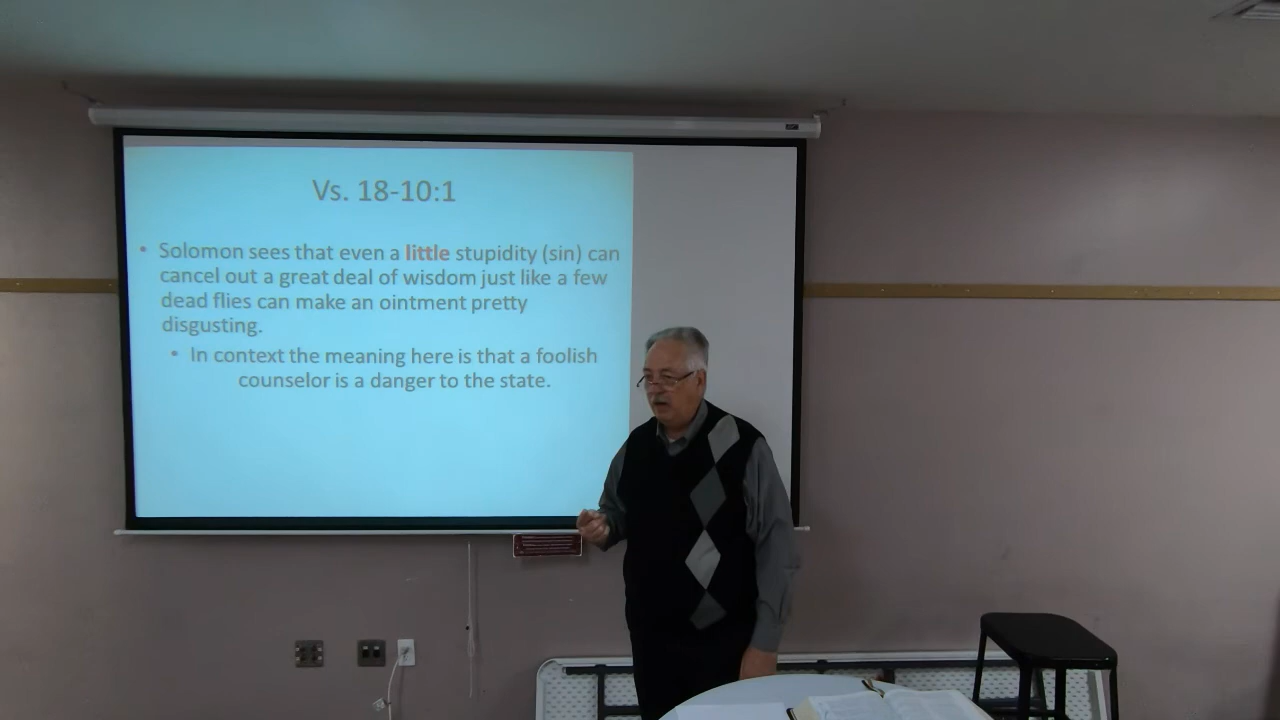 Vs. 18-10:1
• Solomon sees that even a little stupidity (sin) can
cancel out a great deal of wisdom just like a few
dead flies can make an ointment pretty
disgusting.
• In context the meaning here is that a foolish
counselor is a danger to the state.